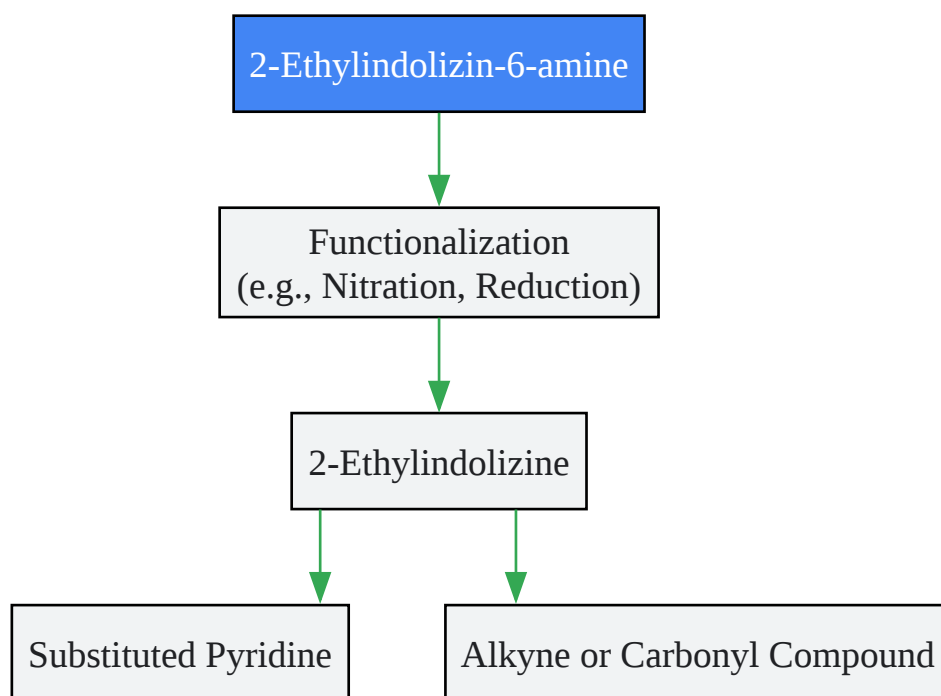 2-Ethylindolizin-6-amine
Functionalization
(e.g., Nitration, Reduction)
2-Ethylindolizine
Substituted Pyridine
Alkyne or Carbonyl Compound